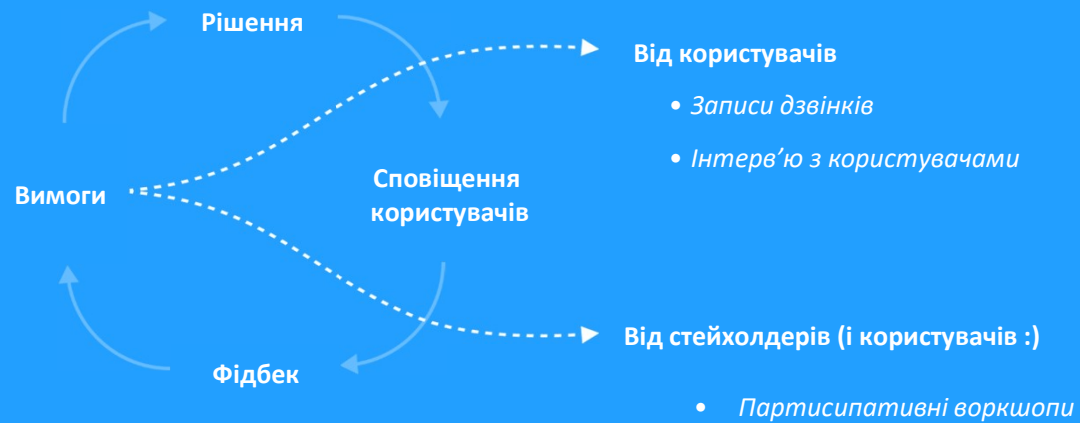 Рішення
Від користувачів
• Записи дзвінків
• Інтерв’ю з користувачами
Вимоги
Сповіщення
користувачів
Від стейхолдерів (і користувачів :)
Фідбек
• Партисипативні воркшопи